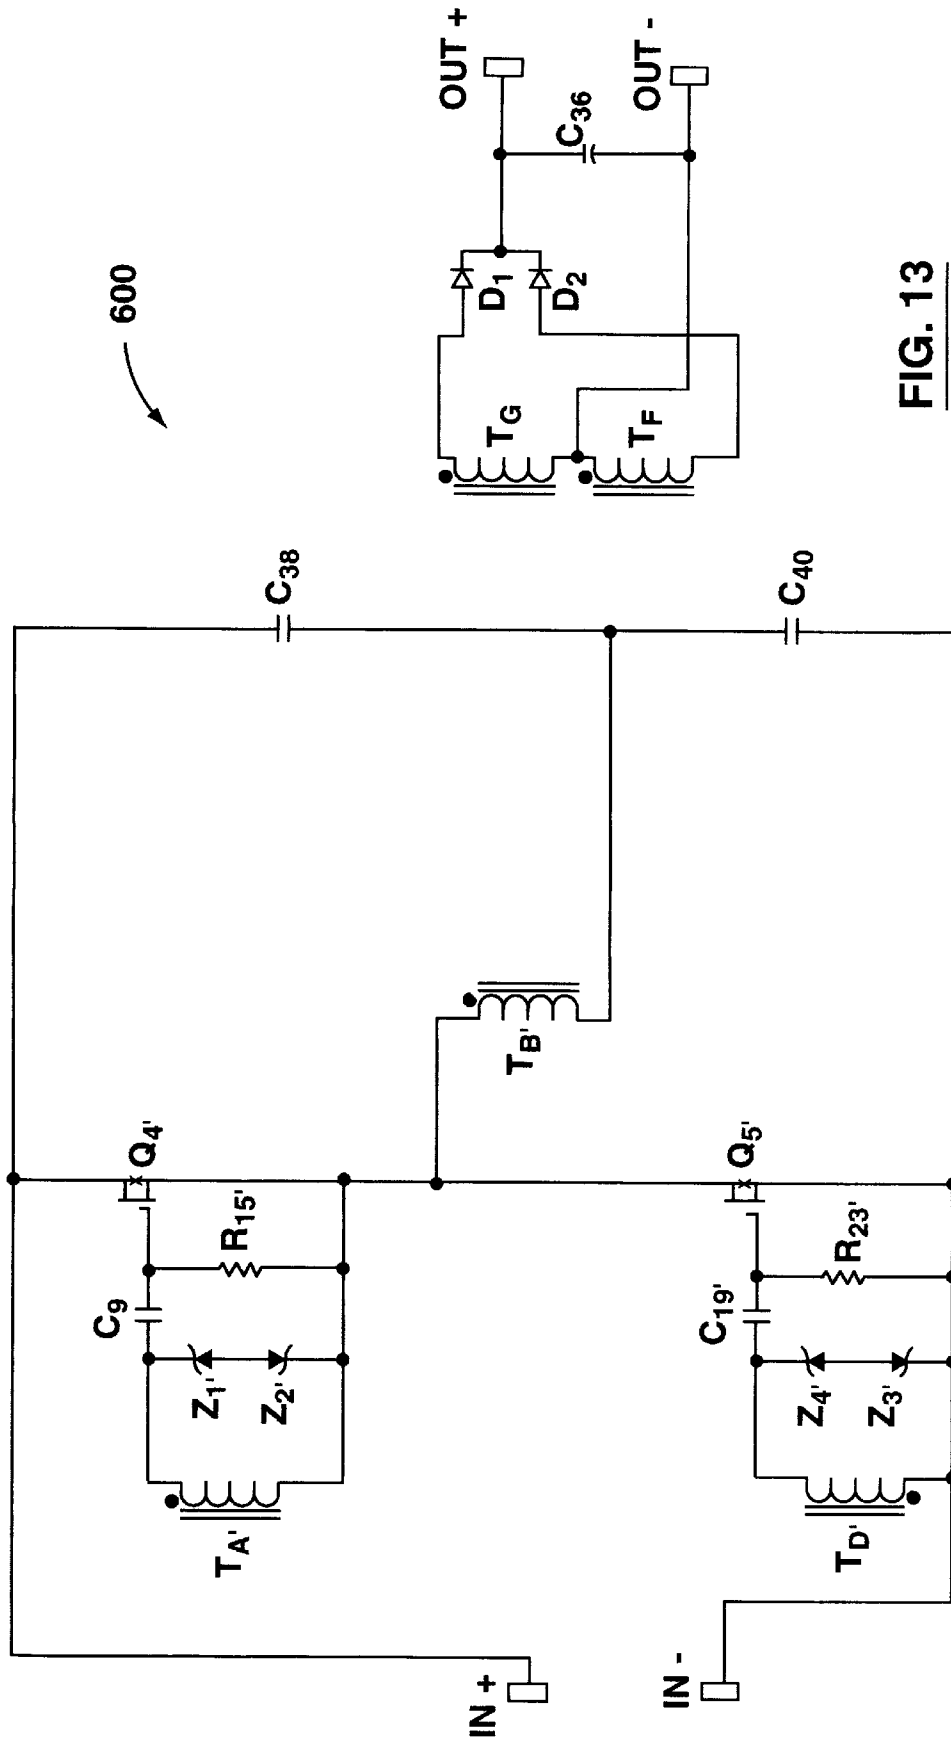 600
IN +
IN -
TA'
Z1'
Z2'
C9
R15'
Q4'
TD'
Z4'
Z3'
C19'
R23'
Q5'
TB'
C38
C40
TG
TF
D1
D2
C36
OUT +
OUT -
FIG. 13